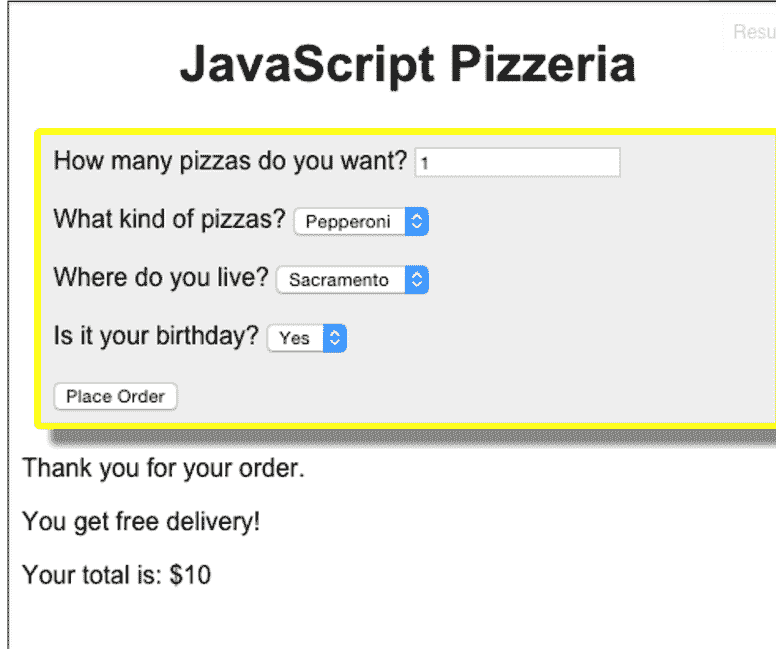 Resu
JavaScript Pizzeria
How many pizzas do you want? 1
What kind of pizzas? Pepperoni
Where do you live? Sacramento
Is it your birthday? Yes
Place Order
Thank you for your order.
You get free delivery!
Your total is: $10